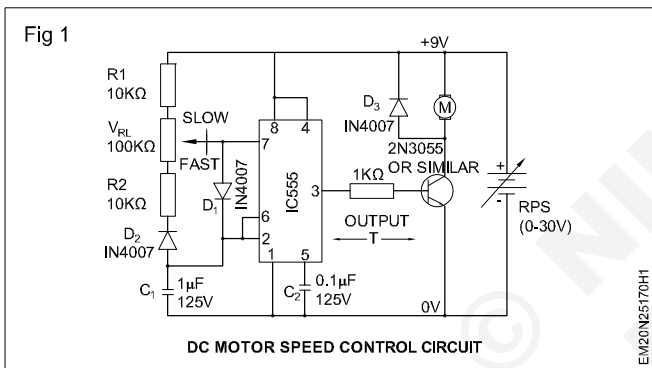 Fig 1
+9V
R1
10KΩ
VRL
100KΩ
SLOW
FAST
R2
10KΩ
D2
IN4007
C1
1µF
125V
IN4007
D1
8
4
7
6
2
1
5
3
IC555
C2
0.1µF
125V
D3
IN4007
M
2N3055
OR SIMILAR
1KΩ
OUTPUT
T
+
-
RPS
(0-30V)
0V
DC MOTOR SPEED CONTROL CIRCUIT
EM20N25170H1
© NI